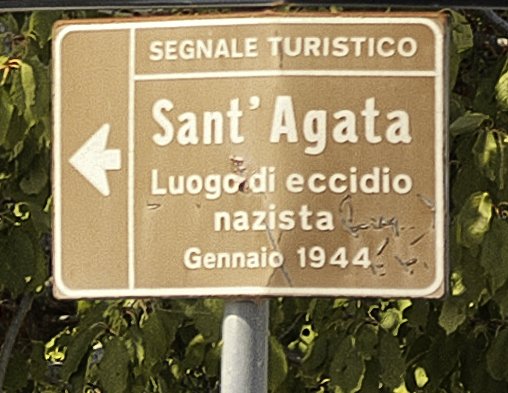 SEGNALE TURISTICO
Sant'Agata
Luogo di eccidio
nazista
Gennaio 1944